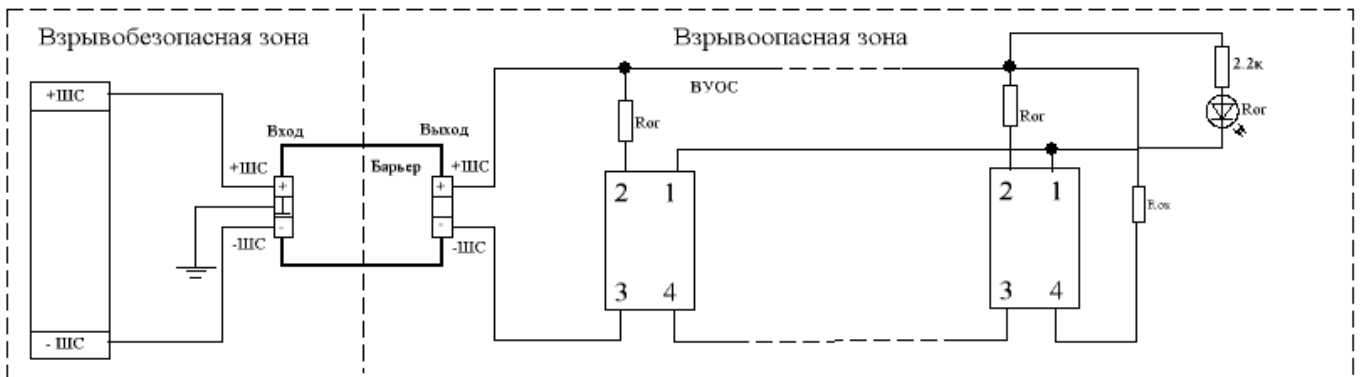 Взрывобезопасная зона
Взрывоопасная зона
+ШС
- ШС
Вход
+ШС
+
-
-ШС
Барьер
Выход
+ШС
+
-
-ШС
ВУОС
Rог
2 1
3 4
Rог
2 1
3 4
2.2к
Rог
Rок